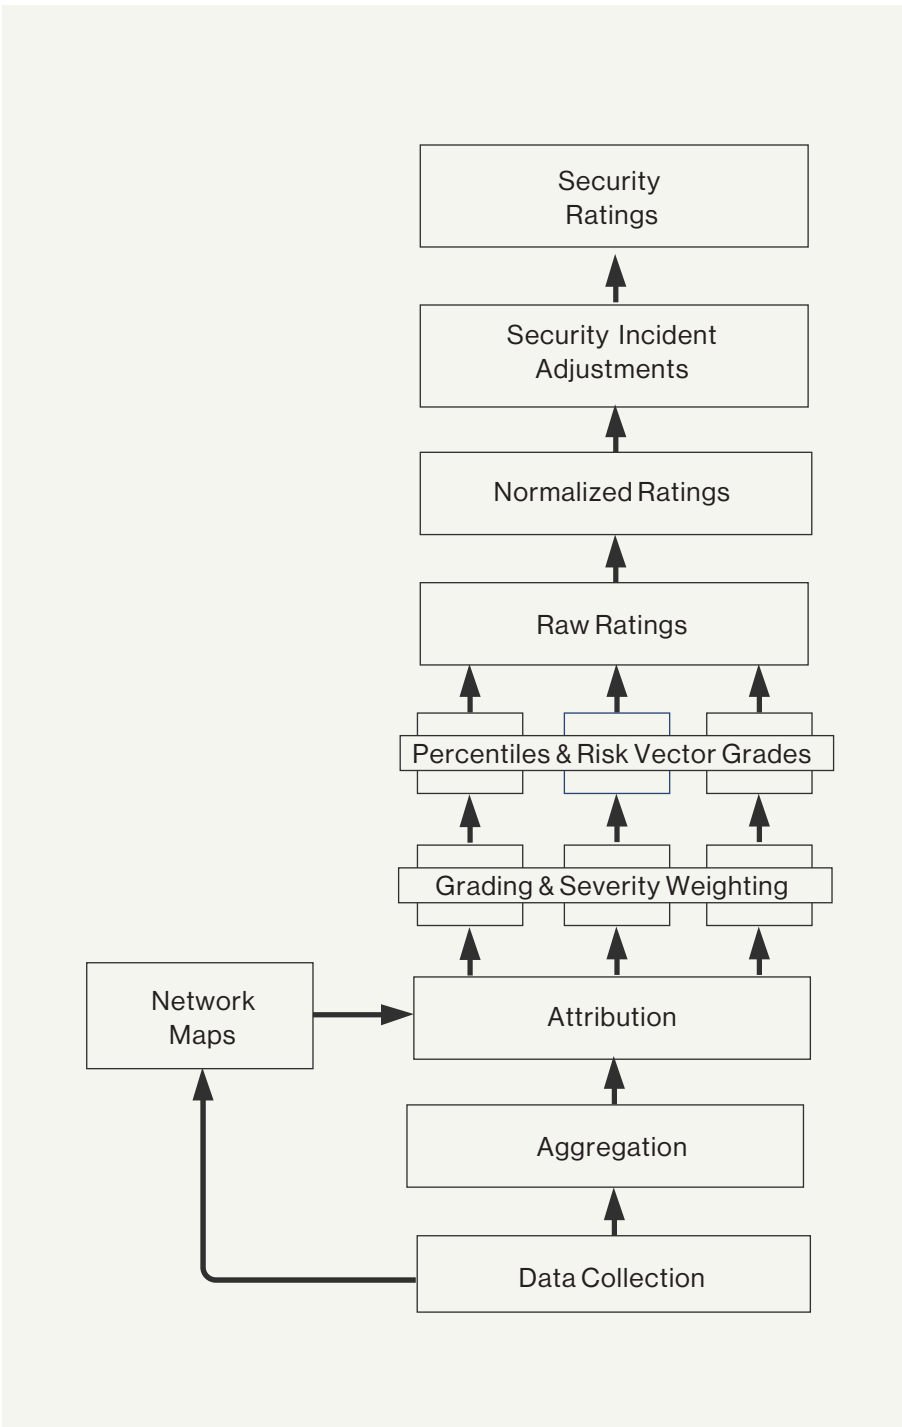 Security
Ratings
Security Incident
Adjustments
Normalized Ratings
Raw Ratings
Percentiles & Risk Vector Grades
Grading & Severity Weighting
Network
Maps
Attribution
Aggregation
Data Collection